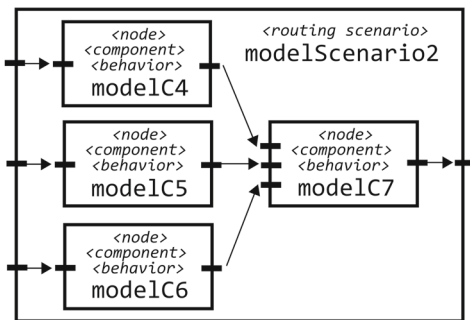 <routing scenario>
modelScenario2
<node>
<component>
<behavior>
modelC4
<node>
<component>
<behavior>
modelC5
<node>
<component>
<behavior>
modelC6
<node>
<component>
<behavior>
modelC7